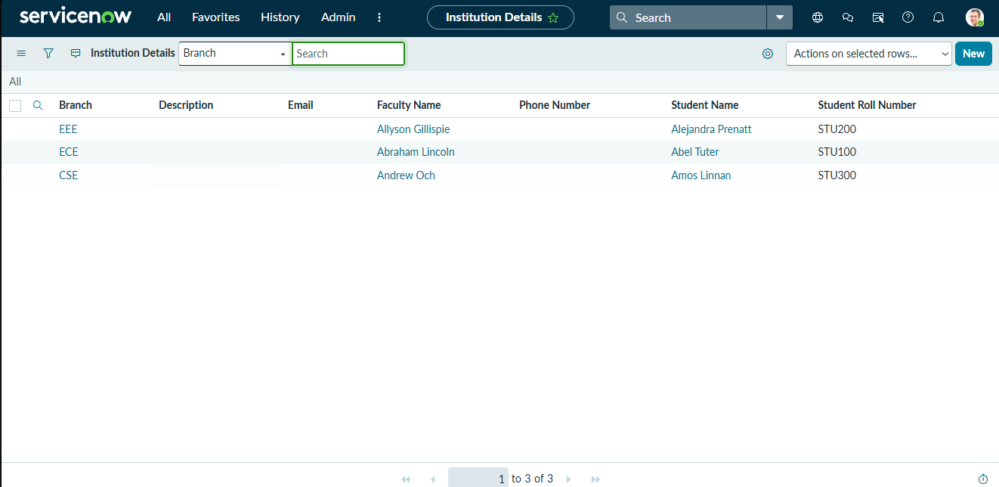 servicenow All Favorites History Admin Institution Details Search
Institution Details Branch Search Actions on selected rows... New
All
Branch Description Email Faculty Name Phone Number Student Name Student Roll Number
EEE Allyson Gillispie Alejandra Prenatt STU200
ECE Abraham Lincoln Abel Tuter STU100
CSE Andrew Och Amos Linnan STU300
1 to 3 of 3